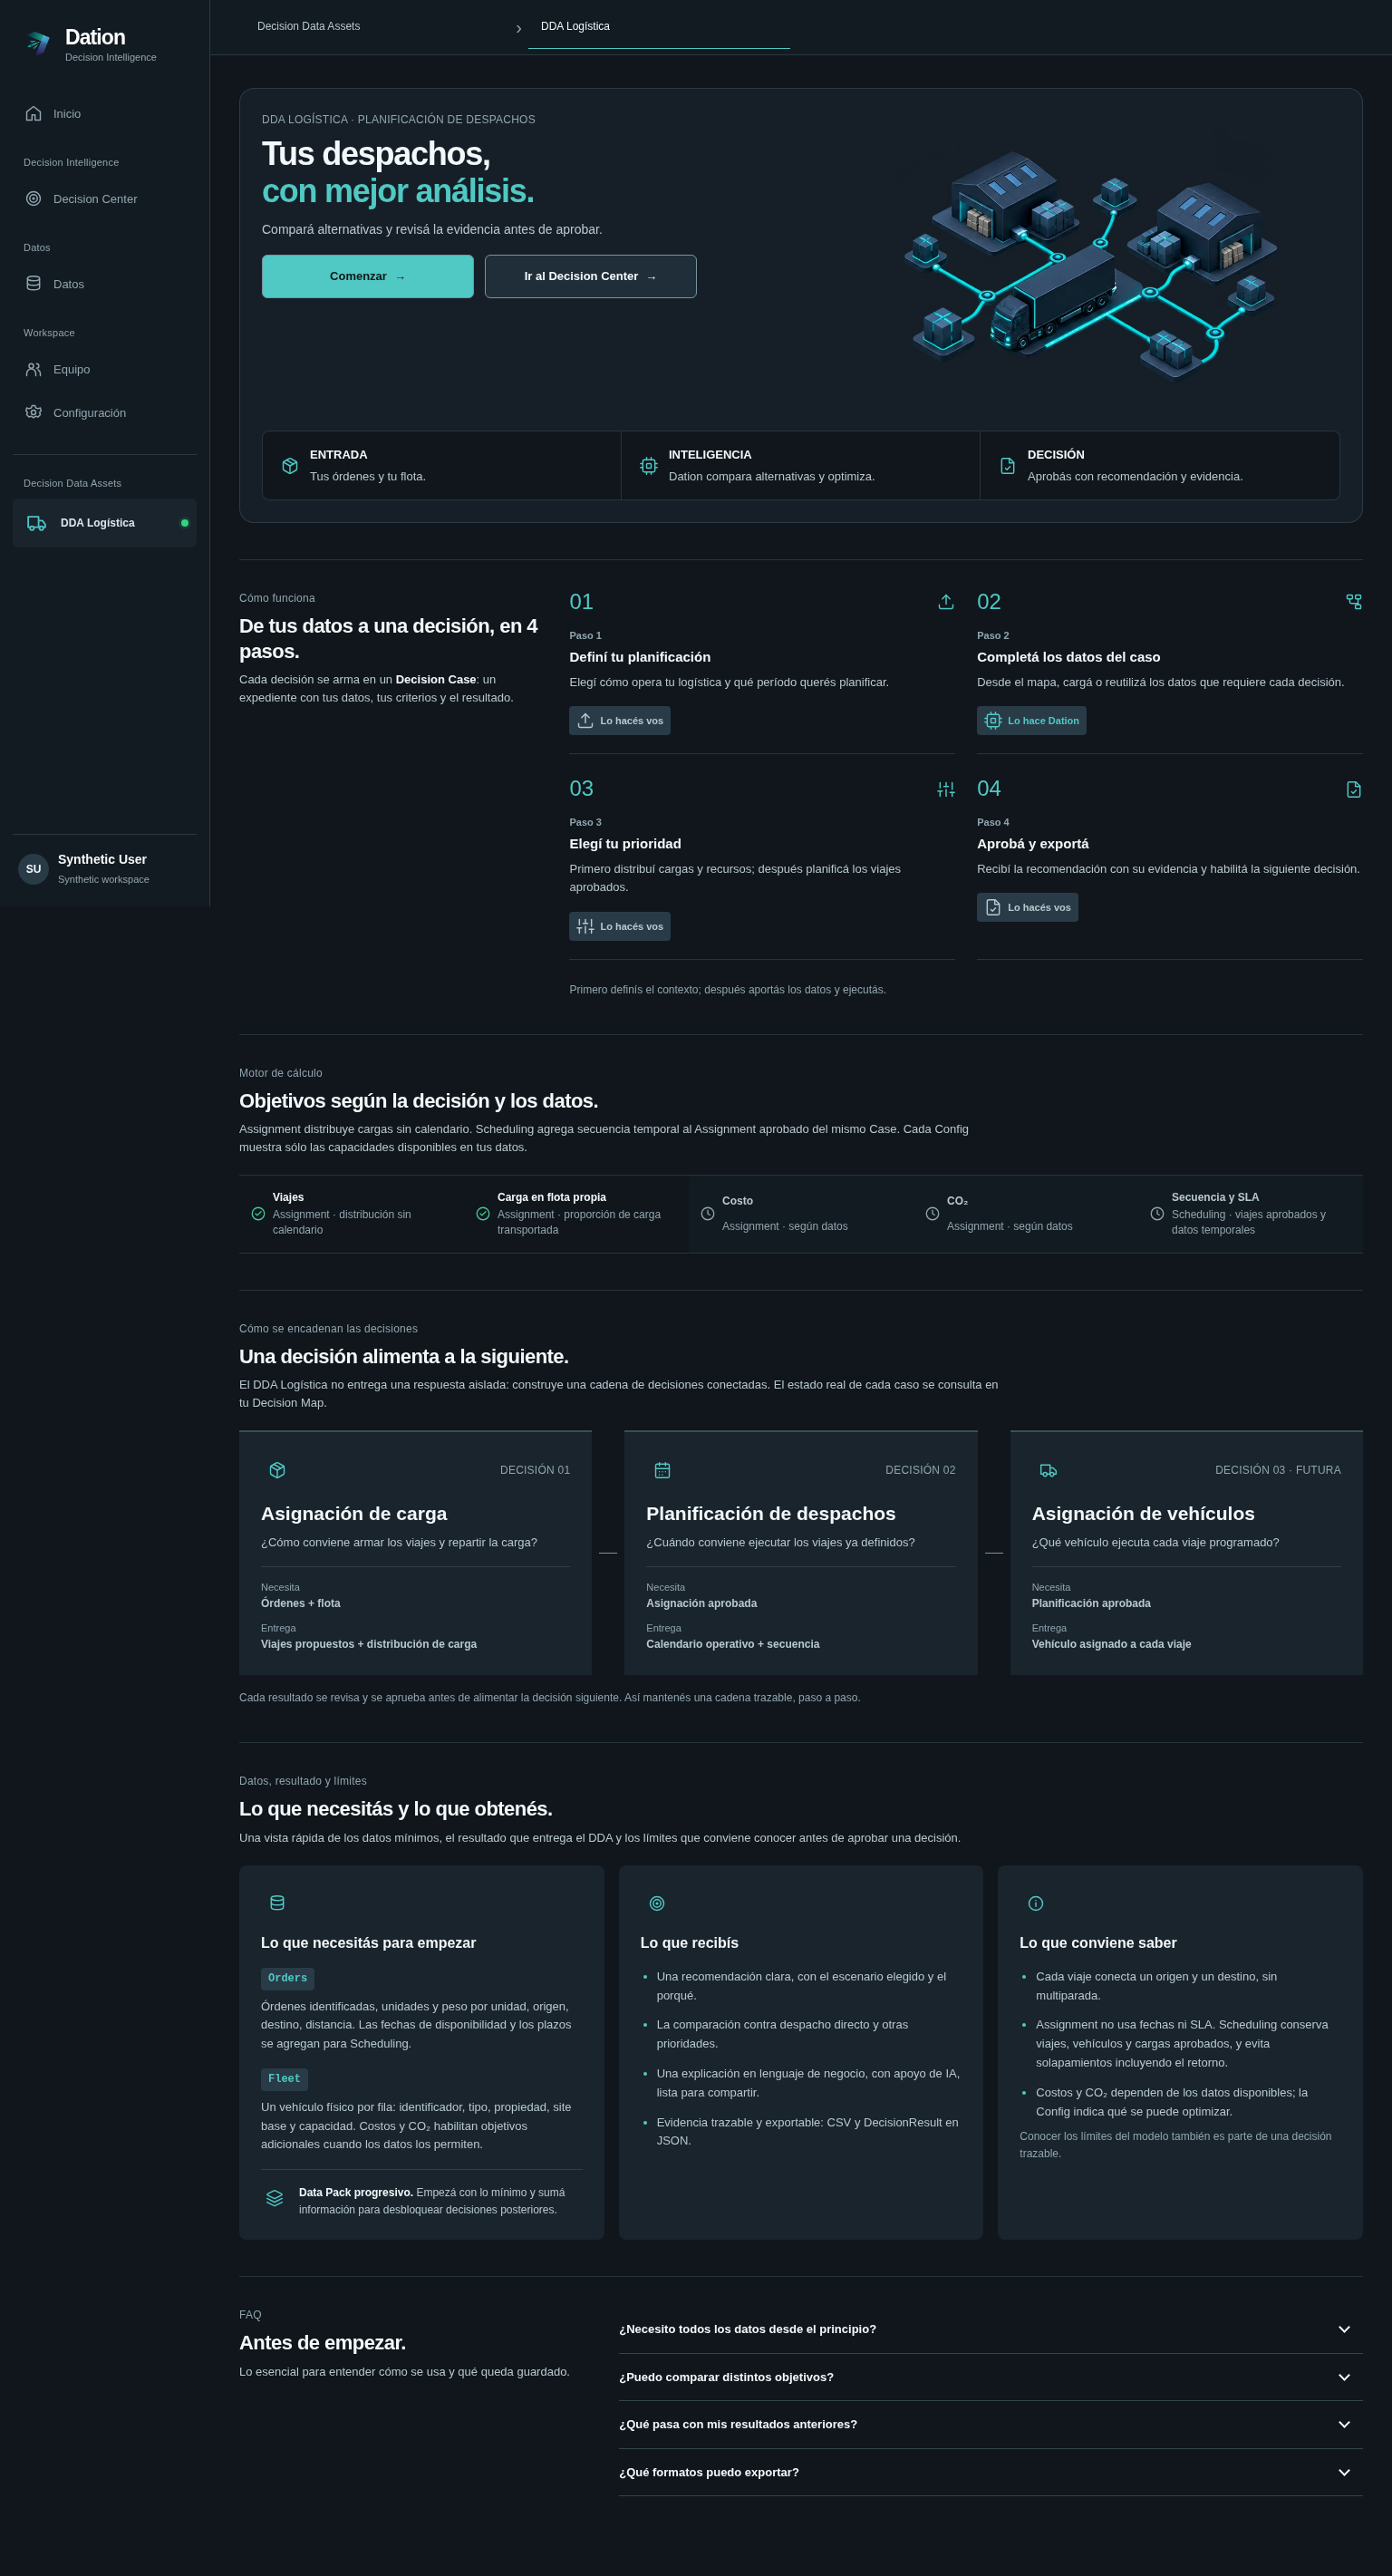 Dation
Decision Intelligence
Inicio
Decision Intelligence
Decision Center
Datos
Datos
Workspace
Equipo
Configuración
Decision Data Assets
DDA Logística
SU
Synthetic User
Synthetic workspace
Decision Data Assets
›
DDA Logística
DDA LOGÍSTICA · PLANIFICACIÓN DE DESPACHOS
Tus despachos,
con mejor análisis.
Compará alternativas y revisá la evidencia antes de aprobar.
Comenzar →
Ir al Decision Center →
ENTRADA
Tus órdenes y tu flota.
INTELIGENCIA
Dation compara alternativas y optimiza.
DECISIÓN
Aprobás con recomendación y evidencia.
Cómo funciona
De tus datos a una decisión, en 4
pasos.
Cada decisión se arma en un Decision Case: un
expediente con tus datos, tus criterios y el resultado.
01
Paso 1
Definí tu planificación
Elegí cómo opera tu logística y qué período querés planificar.
Lo hacés vos
02
Paso 2
Completá los datos del caso
Desde el mapa, cargá o reutilizá los datos que requiere cada decisión.
Lo hace Dation
03
Paso 3
Elegí tu prioridad
Primero distribuí cargas y recursos; después planificá los viajes
aprobados.
Lo hacés vos
04
Paso 4
Aprobá y exportá
Recibí la recomendación con su evidencia y habilitá la siguiente decisión.
Lo hacés vos
Primero definís el contexto; después aportás los datos y ejecutás.
Motor de cálculo
Objetivos según la decisión y los datos.
Assignment distribuye cargas sin calendario. Scheduling agrega secuencia temporal al Assignment aprobado del mismo Case. Cada Config
muestra sólo las capacidades disponibles en tus datos.
Viajes
Assignment · distribución sin
calendario
Carga en flota propia
Assignment · proporción de carga
transportada
Costo
Assignment · según datos
CO₂
Assignment · según datos
Secuencia y SLA
Scheduling · viajes aprobados y
datos temporales
Cómo se encadenan las decisiones
Una decisión alimenta a la siguiente.
El DDA Logística no entrega una respuesta aislada: construye una cadena de decisiones conectadas. El estado real de cada caso se consulta en
tu Decision Map.
DECISIÓN 01
Asignación de carga
¿Cómo conviene armar los viajes y repartir la carga?
Necesita
Órdenes + flota
Entrega
Viajes propuestos + distribución de carga
DECISIÓN 02
Planificación de despachos
¿Cuándo conviene ejecutar los viajes ya definidos?
Necesita
Asignación aprobada
Entrega
Calendario operativo + secuencia
DECISIÓN 03 · FUTURA
Asignación de vehículos
¿Qué vehículo ejecuta cada viaje programado?
Necesita
Planificación aprobada
Entrega
Vehículo asignado a cada viaje
Cada resultado se revisa y se aprueba antes de alimentar la decisión siguiente. Así mantenés una cadena trazable, paso a paso.
Datos, resultado y límites
Lo que necesitás y lo que obtenés.
Una vista rápida de los datos mínimos, el resultado que entrega el DDA y los límites que conviene conocer antes de aprobar una decisión.
Lo que necesitás para empezar
Orders
Órdenes identificadas, unidades y peso por unidad, origen,
destino, distancia. Las fechas de disponibilidad y los plazos
se agregan para Scheduling.
Fleet
Un vehículo físico por fila: identificador, tipo, propiedad, site
base y capacidad. Costos y CO₂ habilitan objetivos
adicionales cuando los datos los permiten.
Data Pack progresivo. Empezá con lo mínimo y sumá
información para desbloquear decisiones posteriores.
Lo que recibís
• Una recomendación clara, con el escenario elegido y el
porqué.
• La comparación contra despacho directo y otras
prioridades.
• Una explicación en lenguaje de negocio, con apoyo de IA,
lista para compartir.
• Evidencia trazable y exportable: CSV y DecisionResult en
JSON.
Lo que conviene saber
• Cada viaje conecta un origen y un destino, sin
multiparada.
• Assignment no usa fechas ni SLA. Scheduling conserva
viajes, vehículos y cargas aprobados, y evita
solapamientos incluyendo el retorno.
• Costos y CO₂ dependen de los datos disponibles; la
Config indica qué se puede optimizar.
Conocer los límites del modelo también es parte de una decisión
trazable.
FAQ
Antes de empezar.
Lo esencial para entender cómo se usa y qué queda guardado.
¿Necesito todos los datos desde el principio?
¿Puedo comparar distintos objetivos?
¿Qué pasa con mis resultados anteriores?
¿Qué formatos puedo exportar?